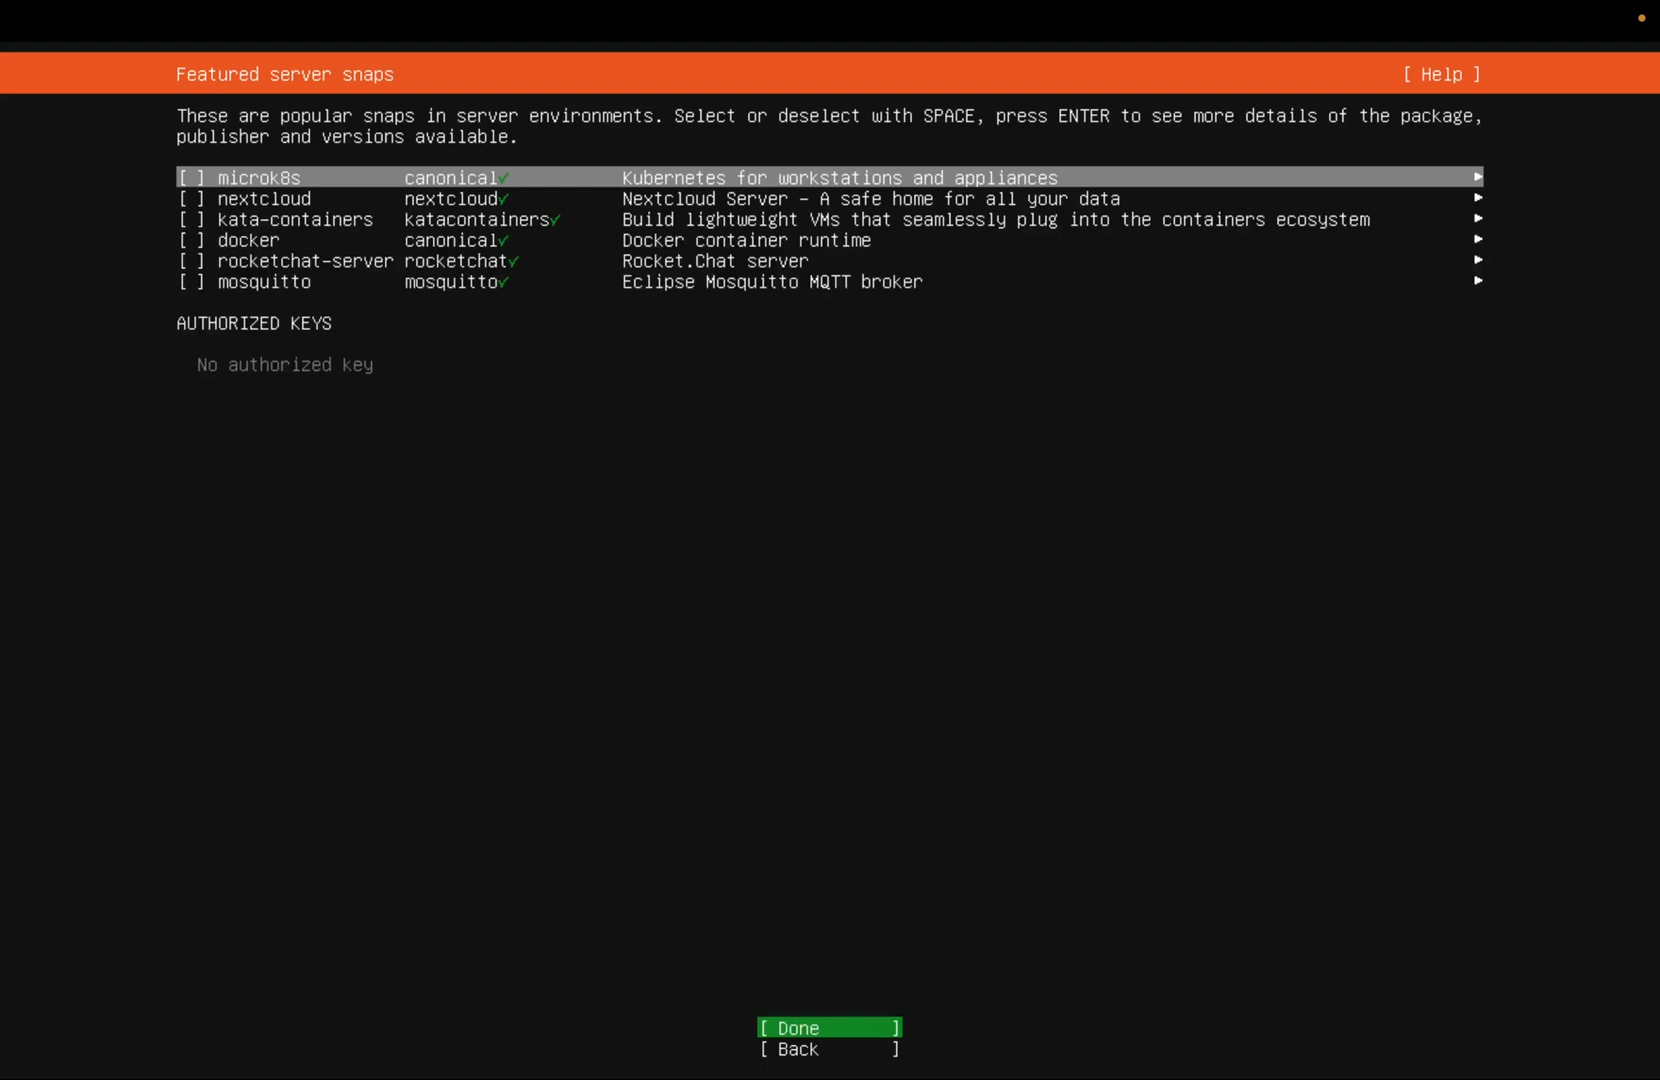 Featured server snaps [ Help ]
These are popular snaps in server environments. Select or deselect with SPACE, press ENTER to see more details of the package,
publisher and versions available.
[ ] microk8s canonical✓ Kubernetes for workstations and appliances ▸
[ ] nextcloud nextcloud✓ Nextcloud Server - A safe home for all your data ▸
[ ] kata-containers katacontainers✓ Build lightweight VMs that seamlessly plug into the containers ecosystem ▸
[ ] docker canonical✓ Docker container runtime ▸
[ ] rocketchat-server rocketchat✓ Rocket.Chat server ▸
[ ] mosquitto mosquitto✓ Eclipse Mosquitto MQTT broker ▸
AUTHORIZED KEYS
No authorized key
[ Done ]
[ Back ]